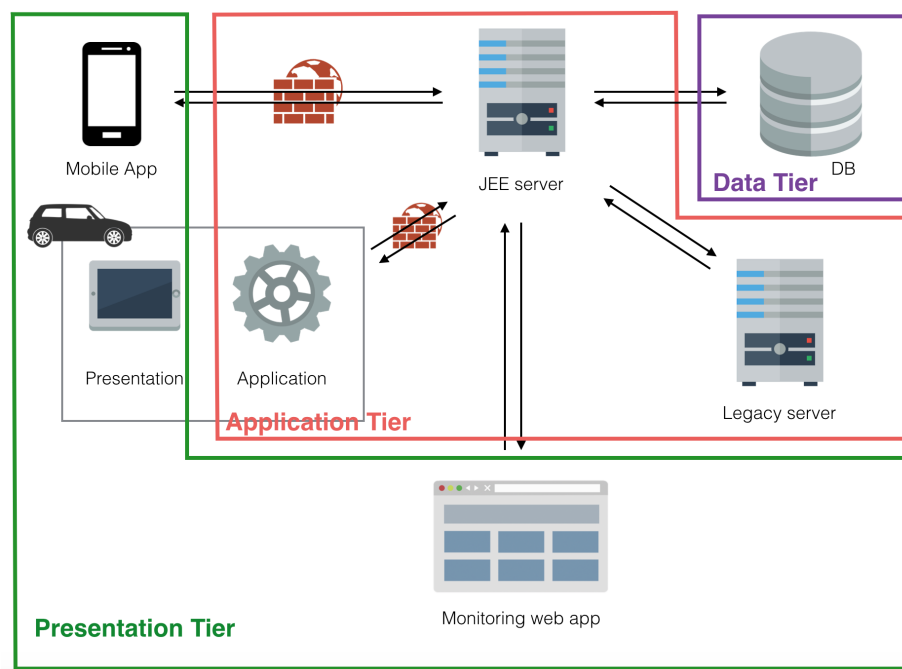 Mobile App
JEE server
DB
Data Tier
Presentation
Application
Legacy server
Application Tier
Monitoring web app
Presentation Tier